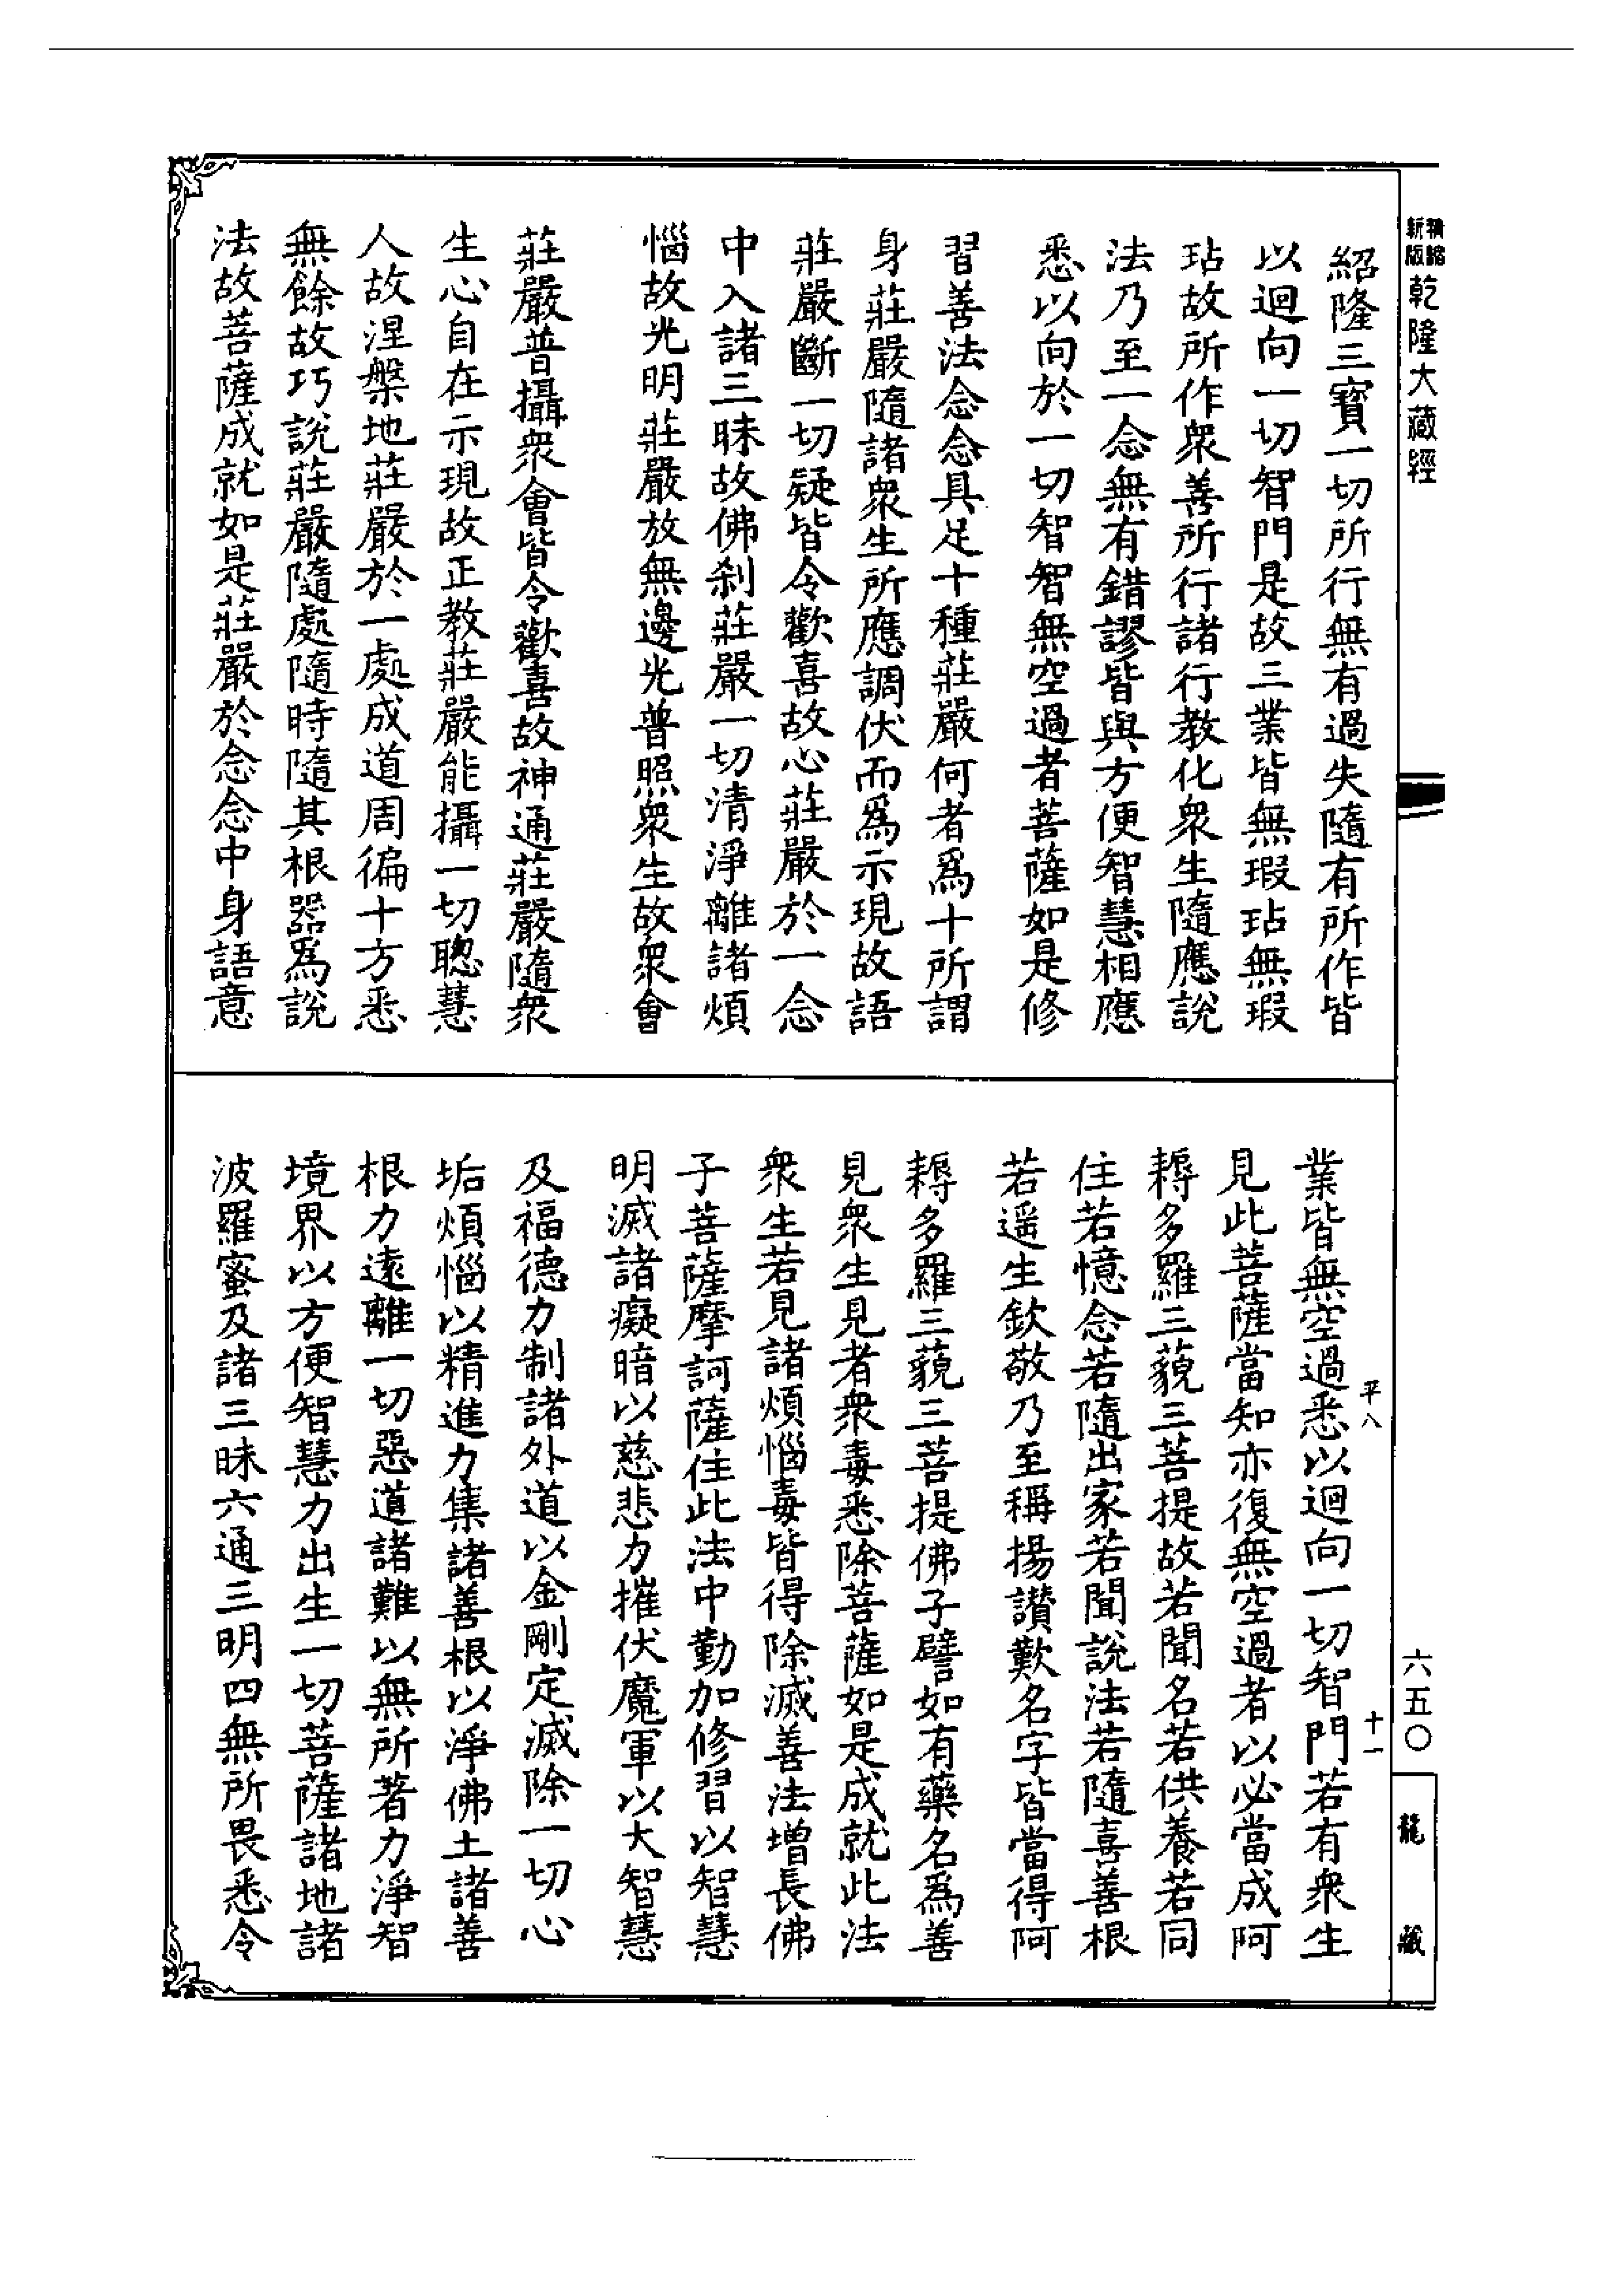 新版精縮乾隆大藏經
紹隆三寳一切所行無有過失隨有所作皆
以迴向一切智門是故三業皆無瑕玷無瑕
玷故所作衆善所行諸行教化衆生隨應說
法乃至一念無有錯謬皆與方便智慧相應
悉以向於一切智智無空過者菩薩如是修
習善法念念具足十種莊嚴何者爲十所謂
身莊嚴隨諸衆生所應調伏而爲示現故語
莊嚴斷一切疑皆令歡喜故心莊嚴於一念
中入諸三昧故佛刹莊嚴一切清淨離諸煩
惱故光明莊嚴放無邊光普照衆生故衆會
莊嚴普攝衆會皆令歡喜故神通莊嚴隨衆
生心自在示現故正教莊嚴能攝一切聰慧
人故涅槃地莊嚴於一處成道周徧十方悉
無餘故巧說莊嚴隨處隨時隨其根器爲說
法故菩薩成就如是莊嚴於念念中身語意
業皆無空過悉以迴向一切智門若有衆生
見此菩薩當知亦復無空過者以必當成阿
耨多羅三藐三菩提故若聞名若供養若同
住若憶念若隨出家若聞說法若隨喜善根
若遥生欽敬乃至稱揚讚歎名字皆當得阿
耨多羅三藐三菩提佛子譬如有藥名爲善
見衆生見者衆毒悉除菩薩如是成就此法
衆生若見諸煩惱毒皆得除滅善法增長佛
子菩薩摩訶薩住此法中勤加修習以智慧
明滅諸癡暗以慈悲力摧伏魔軍以大智慧
及福德力制諸外道以金剛定滅除一切心
垢煩惱以精進力集諸善根以淨佛土諸善
根力遠離一切惡道諸難以無所著力淨智
境界以方便智慧力出生一切菩薩諸地諸
波羅蜜及諸三昧六通三明四無所畏悉令
平八
十一
六五〇
龍藏